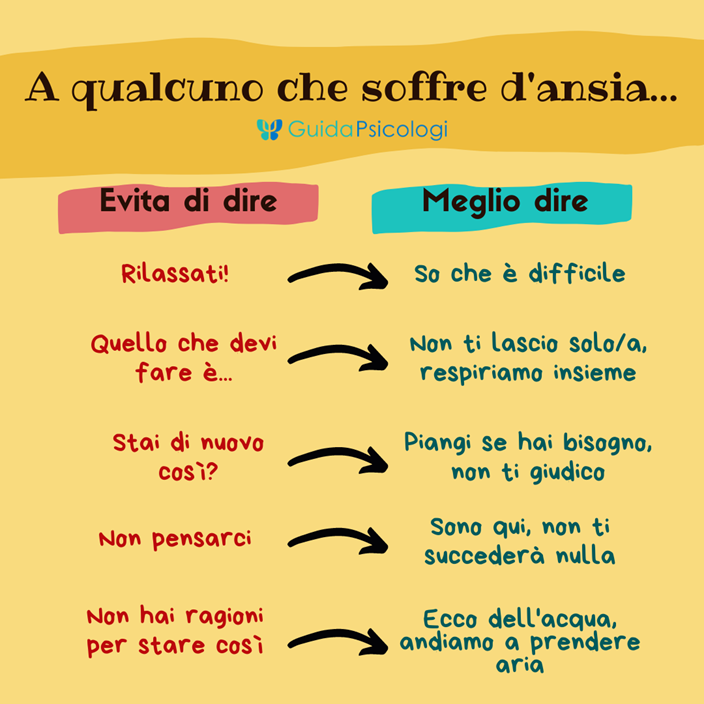 A qualcuno che soffre d'ansia...
GuidaPsicologi
Evita di dire
Meglio dire
Rilassati!
So che è difficile
Quello che devi
fare è...
Non ti lascio solo/a,
respiriamo insieme
Stai di nuovo
così?
Piangi se hai bisogno,
non ti giudico
Non pensarci
Sono qui, non ti
succederà nulla
Non hai ragioni
per stare così
Ecco dell'acqua,
andiamo a prendere
aria